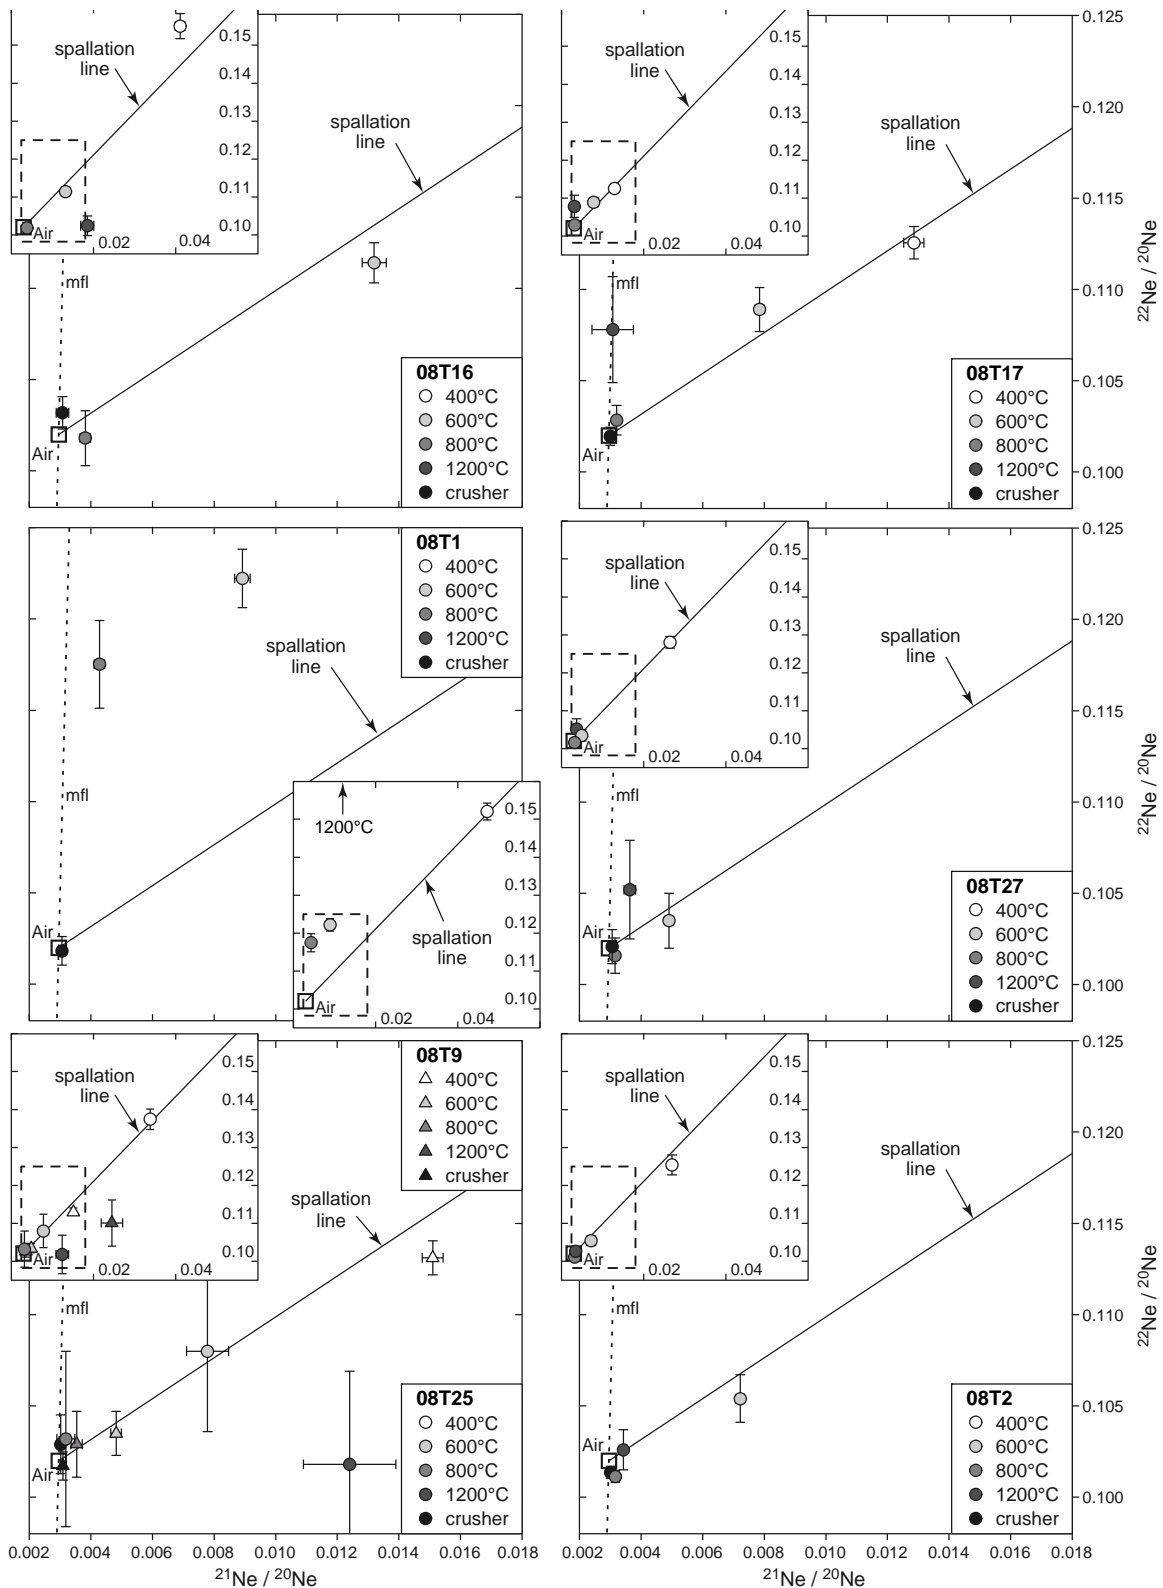 spallation
line
0.15
0.14
0.13
0.12
0.11
0.10
Air
0.02
0.04
spallation
line
mfl
Air
08T16
400°C
600°C
800°C
1200°C
crusher
spallation
line
0.15
0.14
0.13
0.12
0.11
0.10
Air
0.02
0.04
spallation
line
mfl
Air
08T17
400°C
600°C
800°C
1200°C
crusher
0.125
0.120
0.115
0.110
0.105
0.100
22Ne / 20Ne
08T1
400°C
600°C
800°C
1200°C
crusher
spallation
line
mfl
Air
1200°C
0.15
0.14
0.13
0.12
0.11
0.10
spallation
line
Air
0.02
0.04
spallation
line
0.15
0.14
0.13
0.12
0.11
0.10
Air
0.02
0.04
spallation
line
mfl
Air
08T27
400°C
600°C
800°C
1200°C
crusher
0.125
0.120
0.115
0.110
0.105
0.100
22Ne / 20Ne
spallation
line
0.15
0.14
0.13
0.12
0.11
0.10
Air
0.02
0.04
08T9
400°C
600°C
800°C
1200°C
crusher
spallation
line
mfl
Air
08T25
400°C
600°C
800°C
1200°C
crusher
0.002 0.004 0.006 0.008 0.010 0.012 0.014 0.016 0.018
21Ne / 20Ne
spallation
line
0.15
0.14
0.13
0.12
0.11
0.10
Air
0.02
0.04
spallation
line
mfl
Air
08T2
400°C
600°C
800°C
1200°C
crusher
0.125
0.120
0.115
0.110
0.105
0.100
22Ne / 20Ne
0.002 0.004 0.006 0.008 0.010 0.012 0.014 0.016 0.018
21Ne / 20Ne